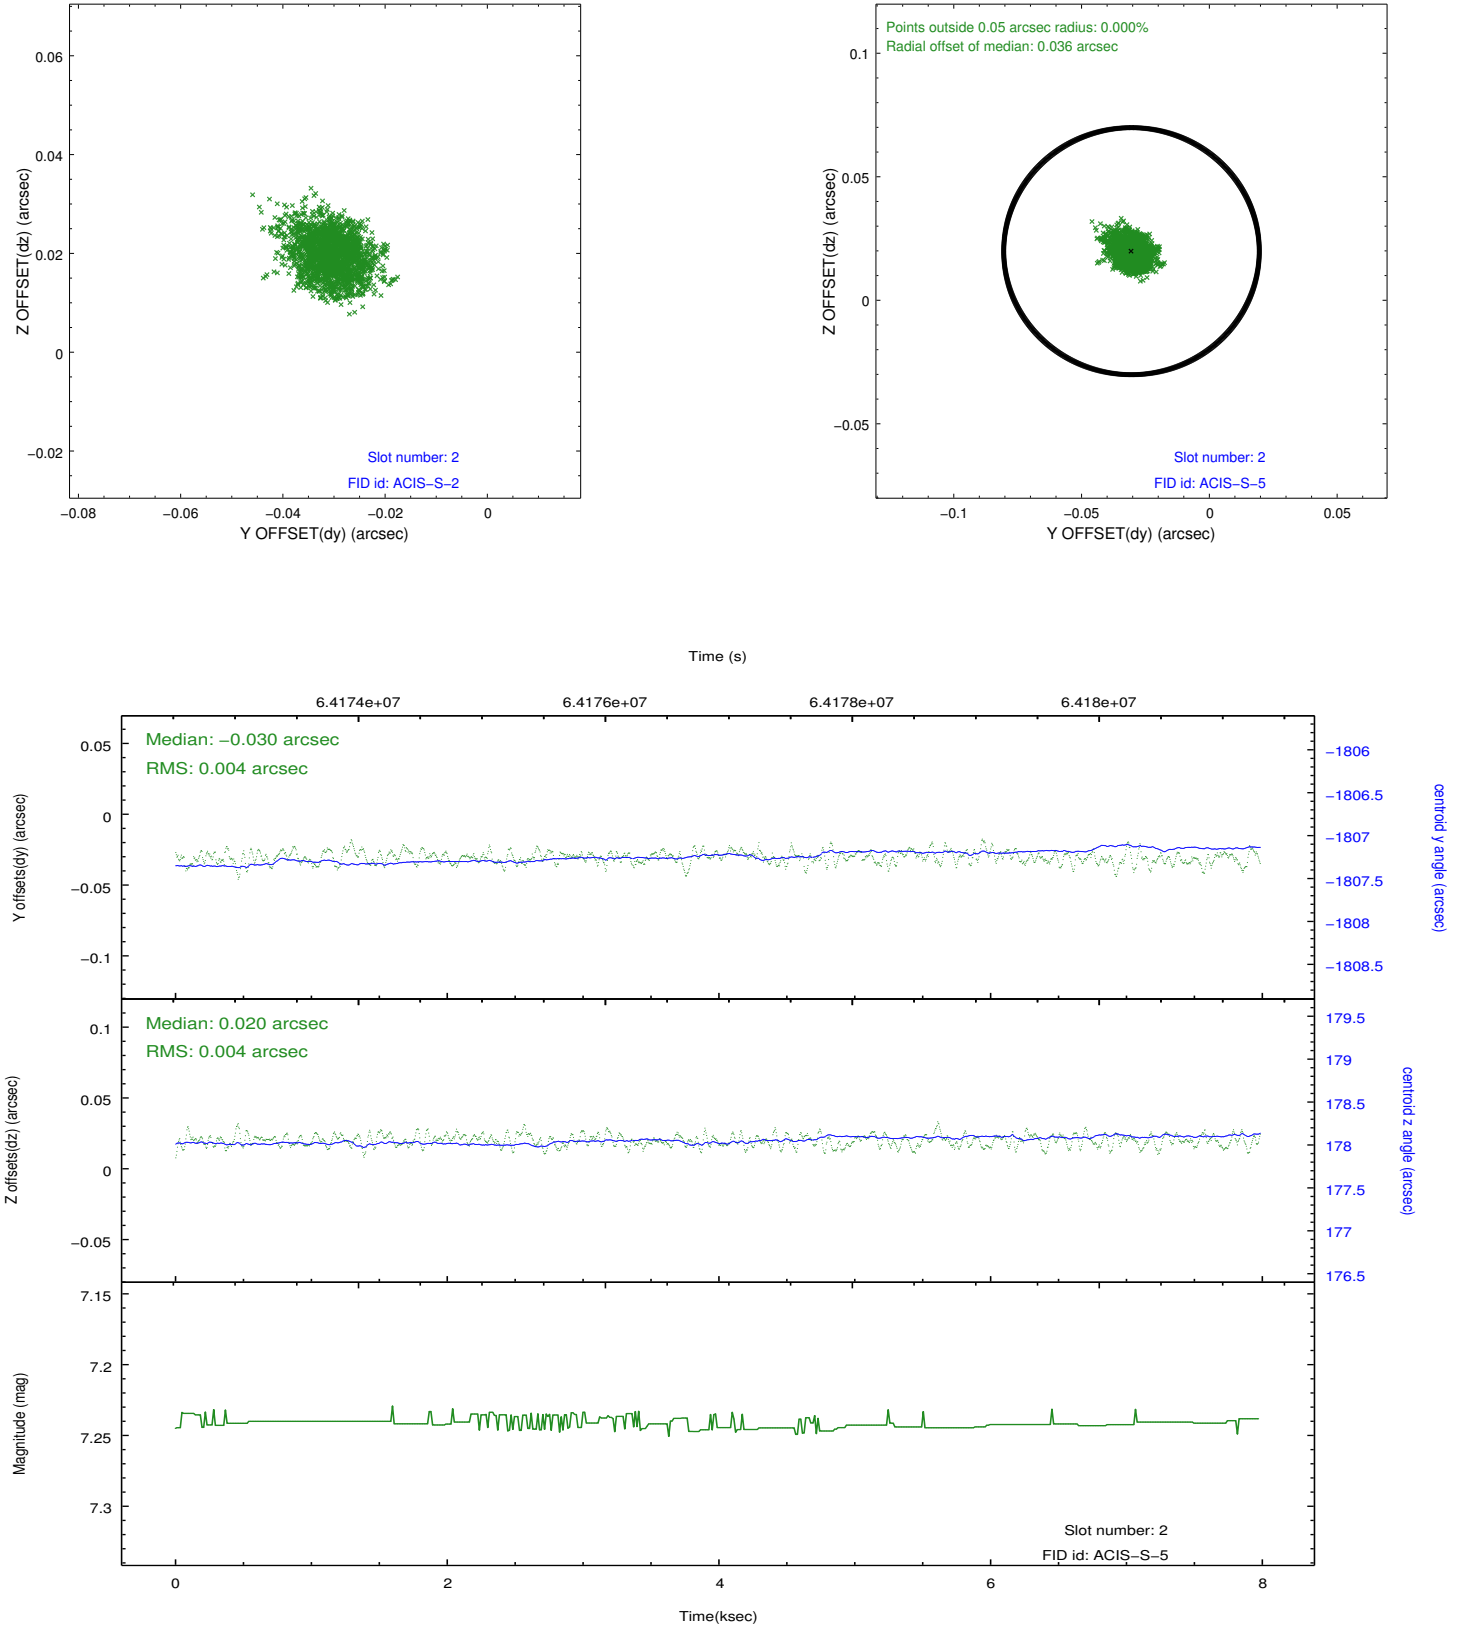 0.06
0.04
0.02
0
−0.02
Z OFFSET(dz) (arcsec)
Slot number: 2
FID id: ACIS−S−2
−0.08 −0.06 −0.04 −0.02 0
Y OFFSET(dy) (arcsec)
Points outside 0.05 arcsec radius: 0.000%
Radial offset of median: 0.036 arcsec
0.1
0.05
0
−0.05
Z OFFSET(dz) (arcsec)
Slot number: 2
FID id: ACIS−S−5
−0.1 −0.05 0 0.05
Y OFFSET(dy) (arcsec)
Time (s)
6.4174e+07 6.4176e+07 6.4178e+07 6.418e+07
Median: −0.030 arcsec
RMS: 0.004 arcsec
0.05
0
−0.05
−0.1
Y offsets(dy) (arcsec)
−1806
−1806.5
−1807
−1807.5
−1808
−1808.5
centroid y angle (arcsec)
Median: 0.020 arcsec
RMS: 0.004 arcsec
0.1
0.05
0
−0.05
Z offsets(dz) (arcsec)
179.5
179
178.5
178
177.5
177
176.5
centroid z angle (arcsec)
7.15
7.2
7.25
7.3
Magnitude (mag)
Slot number: 2
FID id: ACIS−S−5
0 2 4 6 8
Time(ksec)